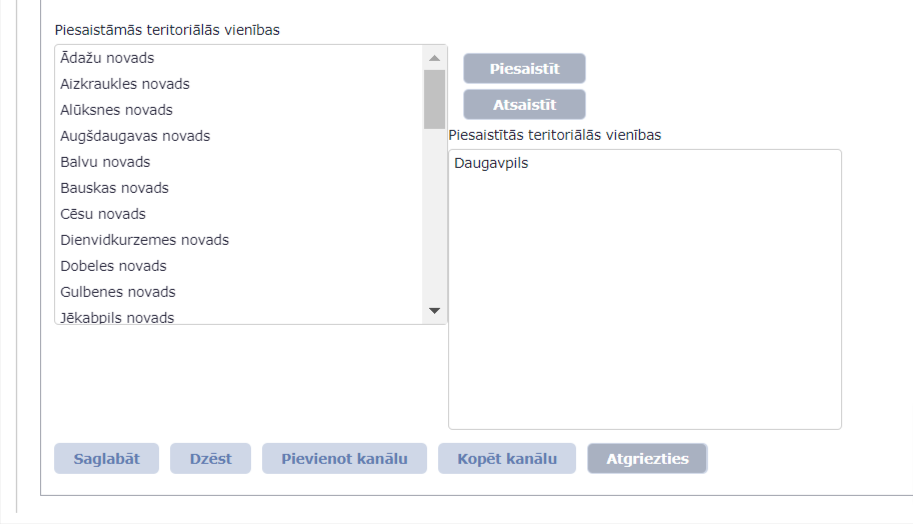 Piesaistāmās teritoriālās vienības
Ādažu novads
Aizkraukles novads
Alūksnes novads
Augšdaugavas novads
Balvu novads
Bauskas novads
Cēsu novads
Dienvidkurzemes novads
Dobeles novads
Gulbenes novads
Jēkabpils novads
Piesaistīt
Atsaistīt
Piesaistītās teritoriālās vienības
Daugavpils
Saglabāt Dzēst Pievienot kanālu Kopēt kanālu Atgriezties